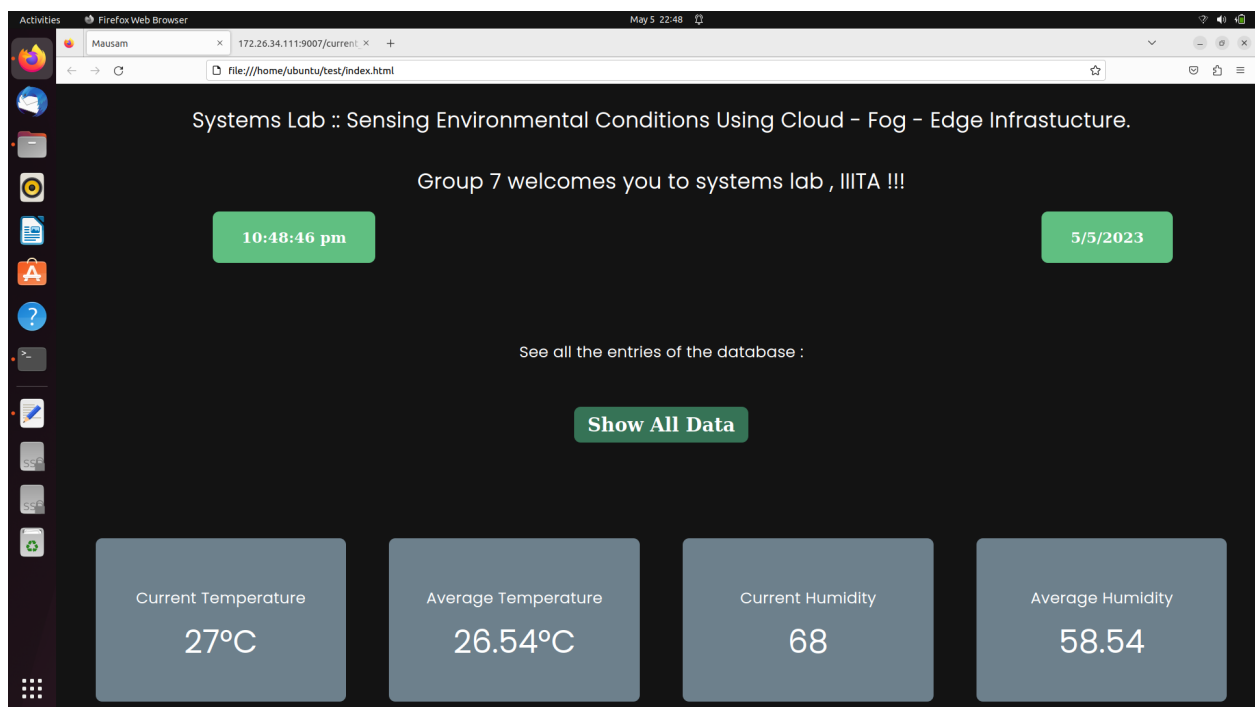 Activities Firefox Web Browser May 5 22:48
Mausam × 172.26.34.111:9007/current_ × +
file:///home/ubuntu/test/index.html
Systems Lab :: Sensing Environmental Conditions Using Cloud - Fog - Edge Infrastucture.
Group 7 welcomes you to systems lab , IIITA !!!
10:48:46 pm 5/5/2023
See all the entries of the database :
Show All Data
Current Temperature Average Temperature Current Humidity Average Humidity
27°C 26.54°C 68 58.54